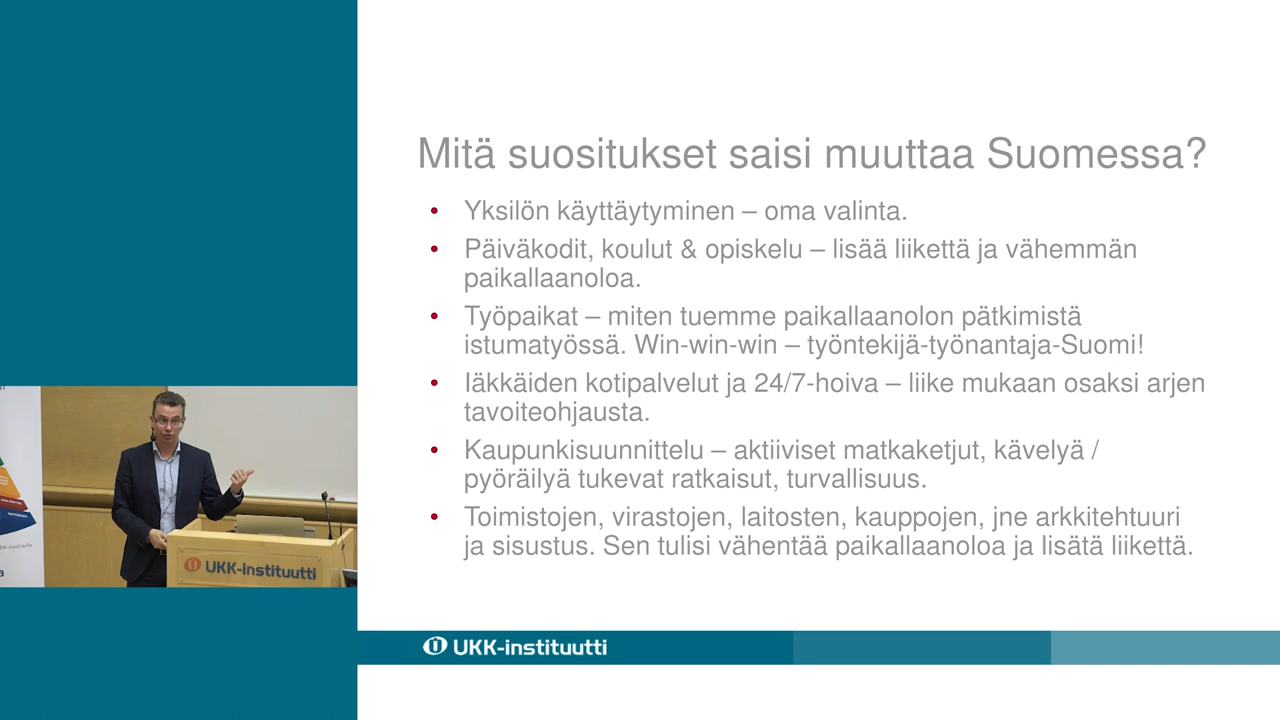 Mitä suositukset saisi muuttaa Suomessa?
• Yksilön käyttäytyminen – oma valinta.
• Päiväkodit, koulut & opiskelu – lisää liikettä ja vähemmän
paikallaanoloa.
• Työpaikat – miten tuemme paikallaanolon pätkimistä
istumatyössä. Win-win-win – työntekijä-työnantaja-Suomi!
• Iäkkäiden kotipalvelut ja 24/7-hoiva – liike mukaan osaksi arjen
tavoiteohjausta.
• Kaupunkisuunnittelu – aktiiviset matkaketjut, kävelyä /
pyöräilyä tukevat ratkaisut, turvallisuus.
• Toimistojen, virastojen, laitosten, kauppojen, jne arkkitehtuuri
ja sisustus. Sen tulisi vähentää paikallaanoloa ja lisätä liikettä.
UKK-instituutti
UKK-instituutti